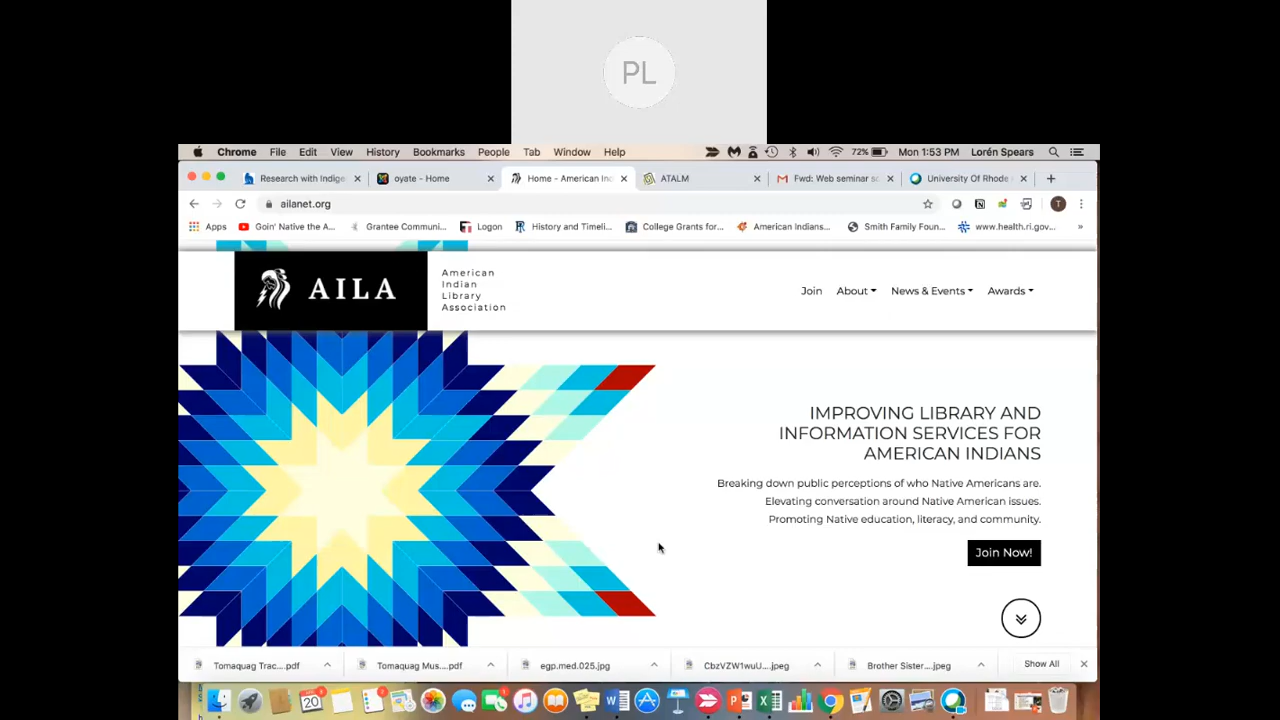 PL
Chrome File Edit View History Bookmarks People Tab Window Help 72% Mon 1:53 PM Lorén Spears
Research with Indige oyate - Home Home - American Ind ATALM Fwd: Web seminar sc University Of Rhode
ailanet.org T
Apps Goin' Native the A... Grantee Communi... Logon History and Timeli... College Grants for... American Indians... Smith Family Foun... www.health.ri.gov... »
AILA
American
Indian
Library
Association
Join About News & Events Awards
IMPROVING LIBRARY AND
INFORMATION SERVICES FOR
AMERICAN INDIANS
Breaking down public perceptions of who Native Americans are.
Elevating conversation around Native American issues.
Promoting Native education, literacy, and community.
Join Now!
Tomaquag Trac....pdf Tomaquag Mus....pdf egp.med.025.jpg CbzVZW1wuU....jpeg Brother Sister....jpeg Show All
20